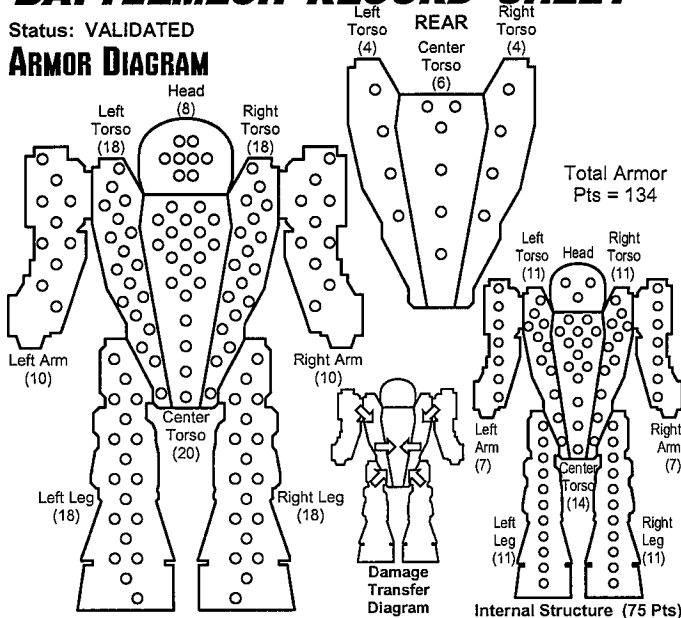 BATTLEMECH RECORD SHEET
Status: VALIDATED
ARMOR DIAGRAM
Head
(8)
Left
Torso
(18)
Right
Torso
(18)
Left Arm
(10)
Right Arm
(10)
Center
Torso
(20)
Left Leg
(18)
Right Leg
(18)
REAR
Left
Torso
(4)
Center
Torso
(6)
Right
Torso
(4)
Total Armor
Pts = 134
Left
Torso
(11)
Head
Right
Torso
(11)
Left
Arm
(7)
Right
Arm
(7)
Center
Torso
(14)
Left
Leg
(11)
Right
Leg
(11)
Damage
Transfer
Diagram
Internal Structure (75 Pts)